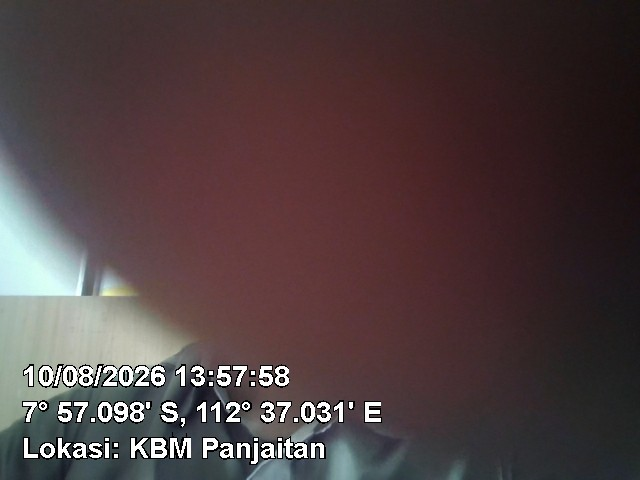 10/08/2026 13:57:58
7° 57.098' S, 112° 37.031' E
Lokasi: KBM Panjaitan